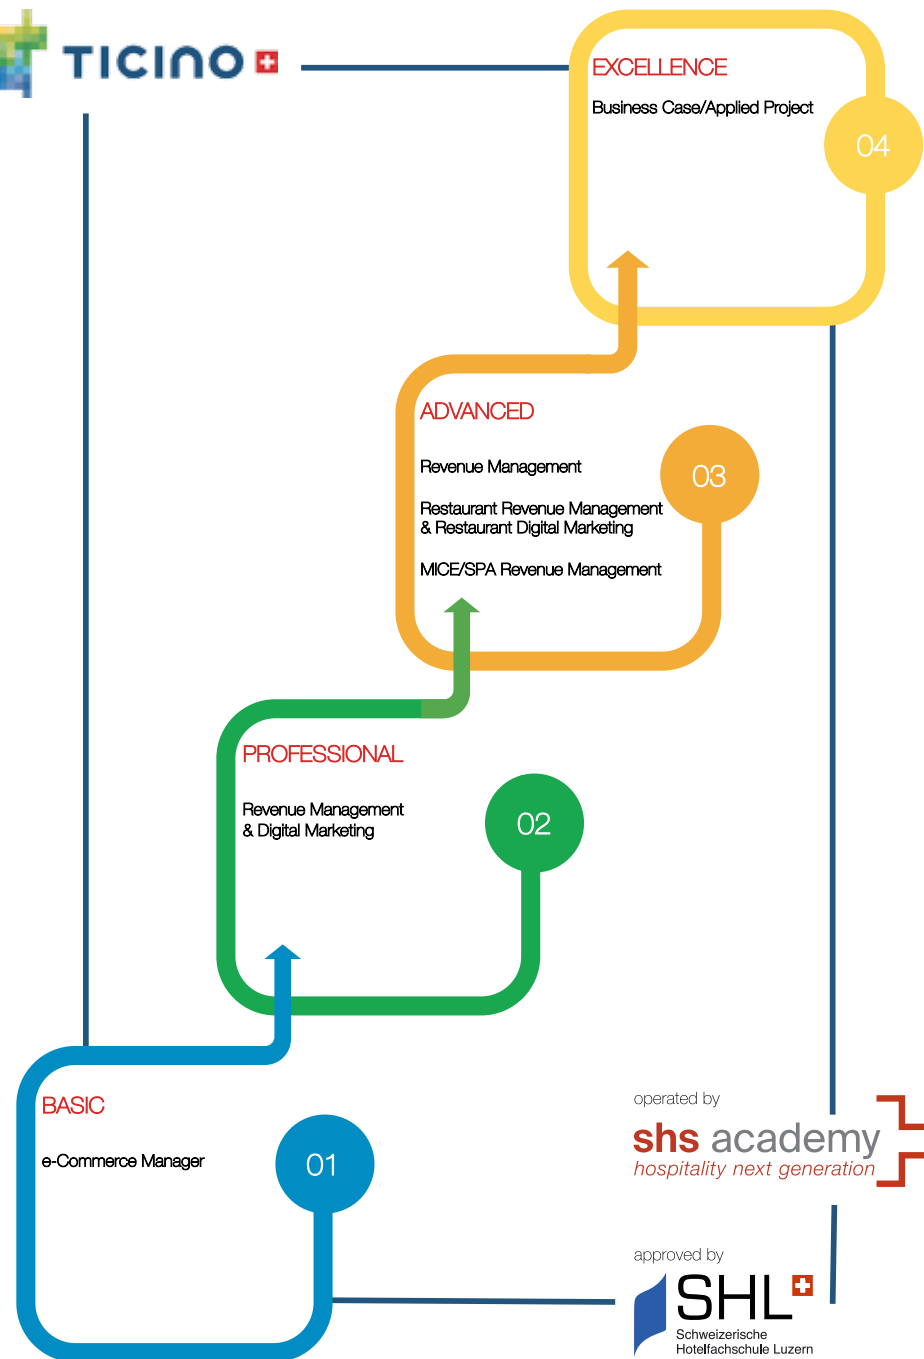 TICINO
EXCELLENCE
Business Case/Applied Project
04
ADVANCED
Revenue Management
03
Restaurant Revenue Management
& Restaurant Digital Marketing
MICE/SPA Revenue Management
PROFESSIONAL
Revenue Management
& Digital Marketing
02
BASIC
e-Commerce Manager
01
operated by
shs academy
hospitality next generation
approved by
SHL
Schweizerische
Hotelfachschule Luzern